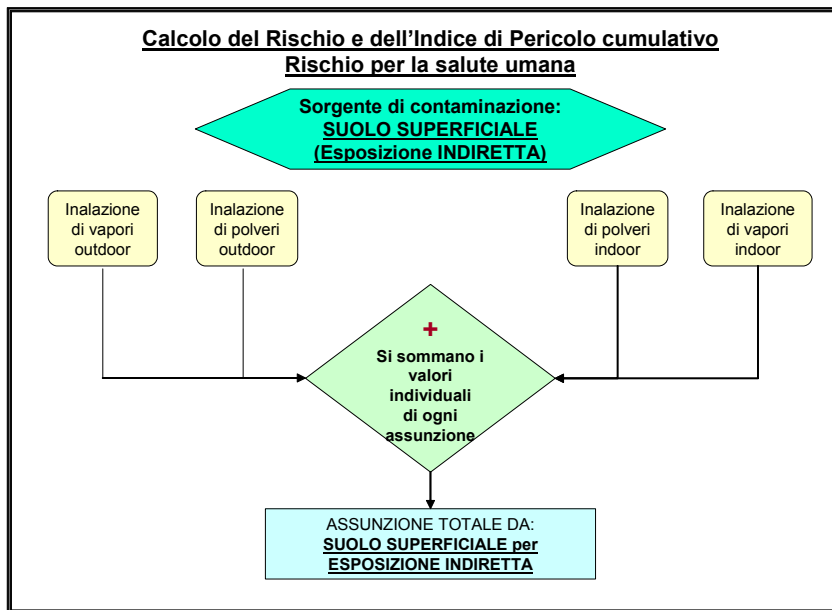 Calcolo del Rischio e dell'Indice di Pericolo cumulativo
Rischio per la salute umana
Sorgente di contaminazione:
SUOLO SUPERFICIALE
(Esposizione INDIRETTA)
Inalazione
di vapori
outdoor
Inalazione
di polveri
outdoor
Inalazione
di polveri
indoor
Inalazione
di vapori
indoor
+
Si sommano i
valori
individuali
di ogni
assunzione
ASSUNZIONE TOTALE DA:
SUOLO SUPERFICIALE per
ESPOSIZIONE INDIRETTA